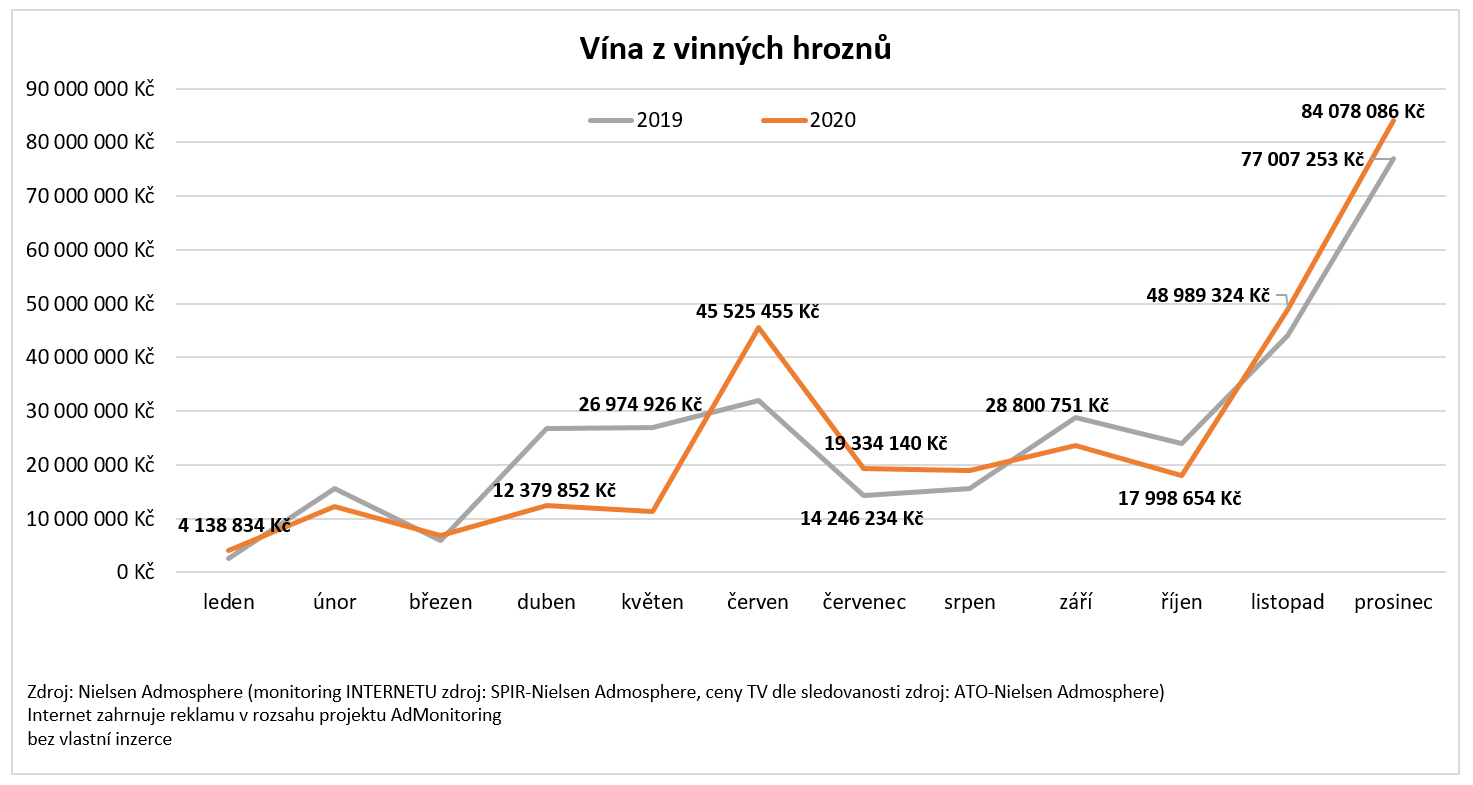 Vína z vinných hroznů
90 000 000 Kč
80 000 000 Kč
70 000 000 Kč
60 000 000 Kč
50 000 000 Kč
40 000 000 Kč
30 000 000 Kč
20 000 000 Kč
10 000 000 Kč
0 Kč
2019
2020
84 078 086 Kč
77 007 253 Kč
48 989 324 Kč
45 525 455 Kč
26 974 926 Kč
28 800 751 Kč
19 334 140 Kč
12 379 852 Kč
17 998 654 Kč
14 246 234 Kč
4 138 834 Kč
leden únor březen duben květen červen červenec srpen září říjen listopad prosinec
Zdroj: Nielsen Admosphere (monitoring INTERNETU zdroj: SPIR-Nielsen Admosphere, ceny TV dle sledovanosti zdroj: ATO-Nielsen Admosphere)
Internet zahrnuje reklamu v rozsahu projektu AdMonitoring
bez vlastní inzerce